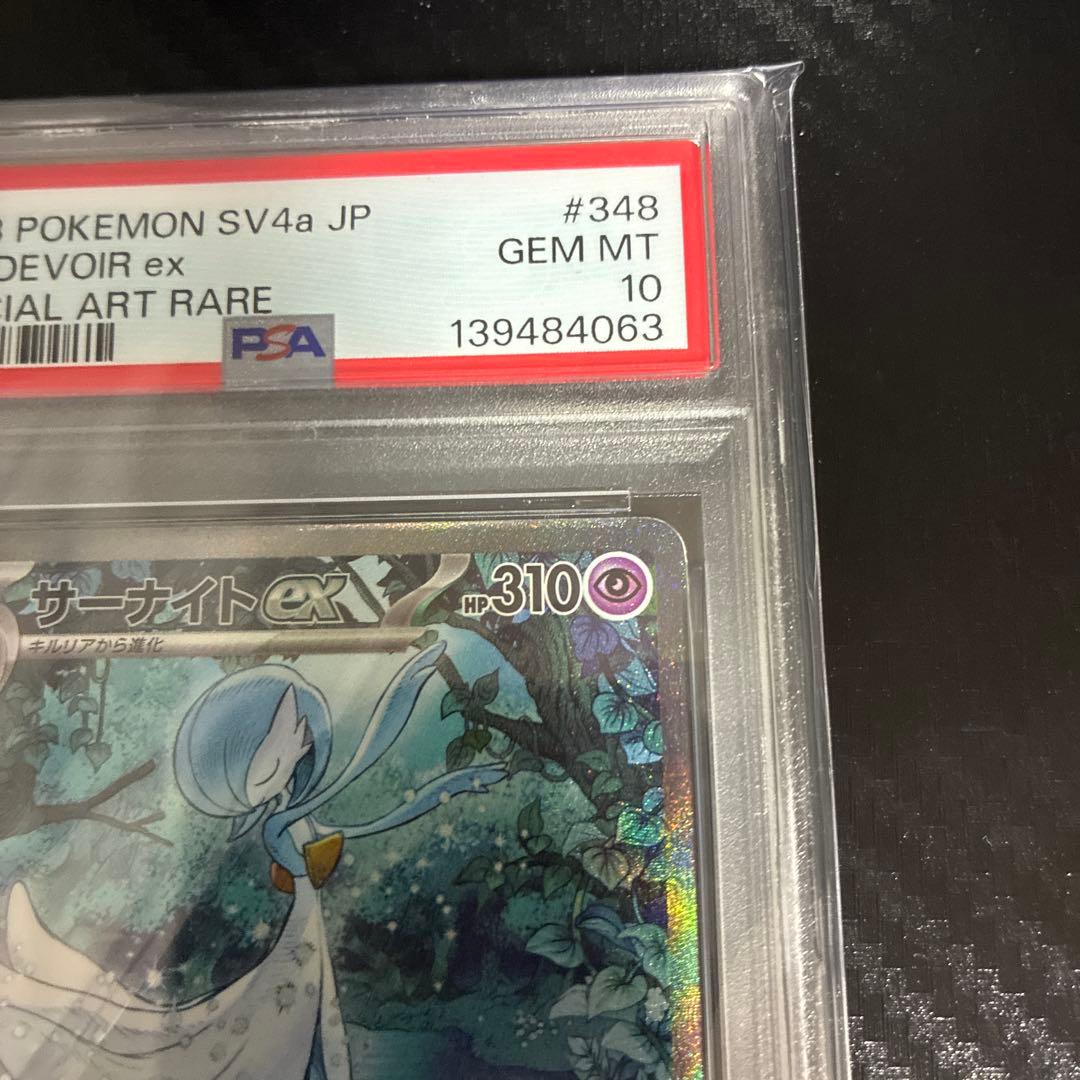 3 POKEMON SV4a JP
#348
DEVOIR ex
GEM MT
CIAL ART RARE
10
PSA
139484063
サーナイトex
HP310
キルリアから進化